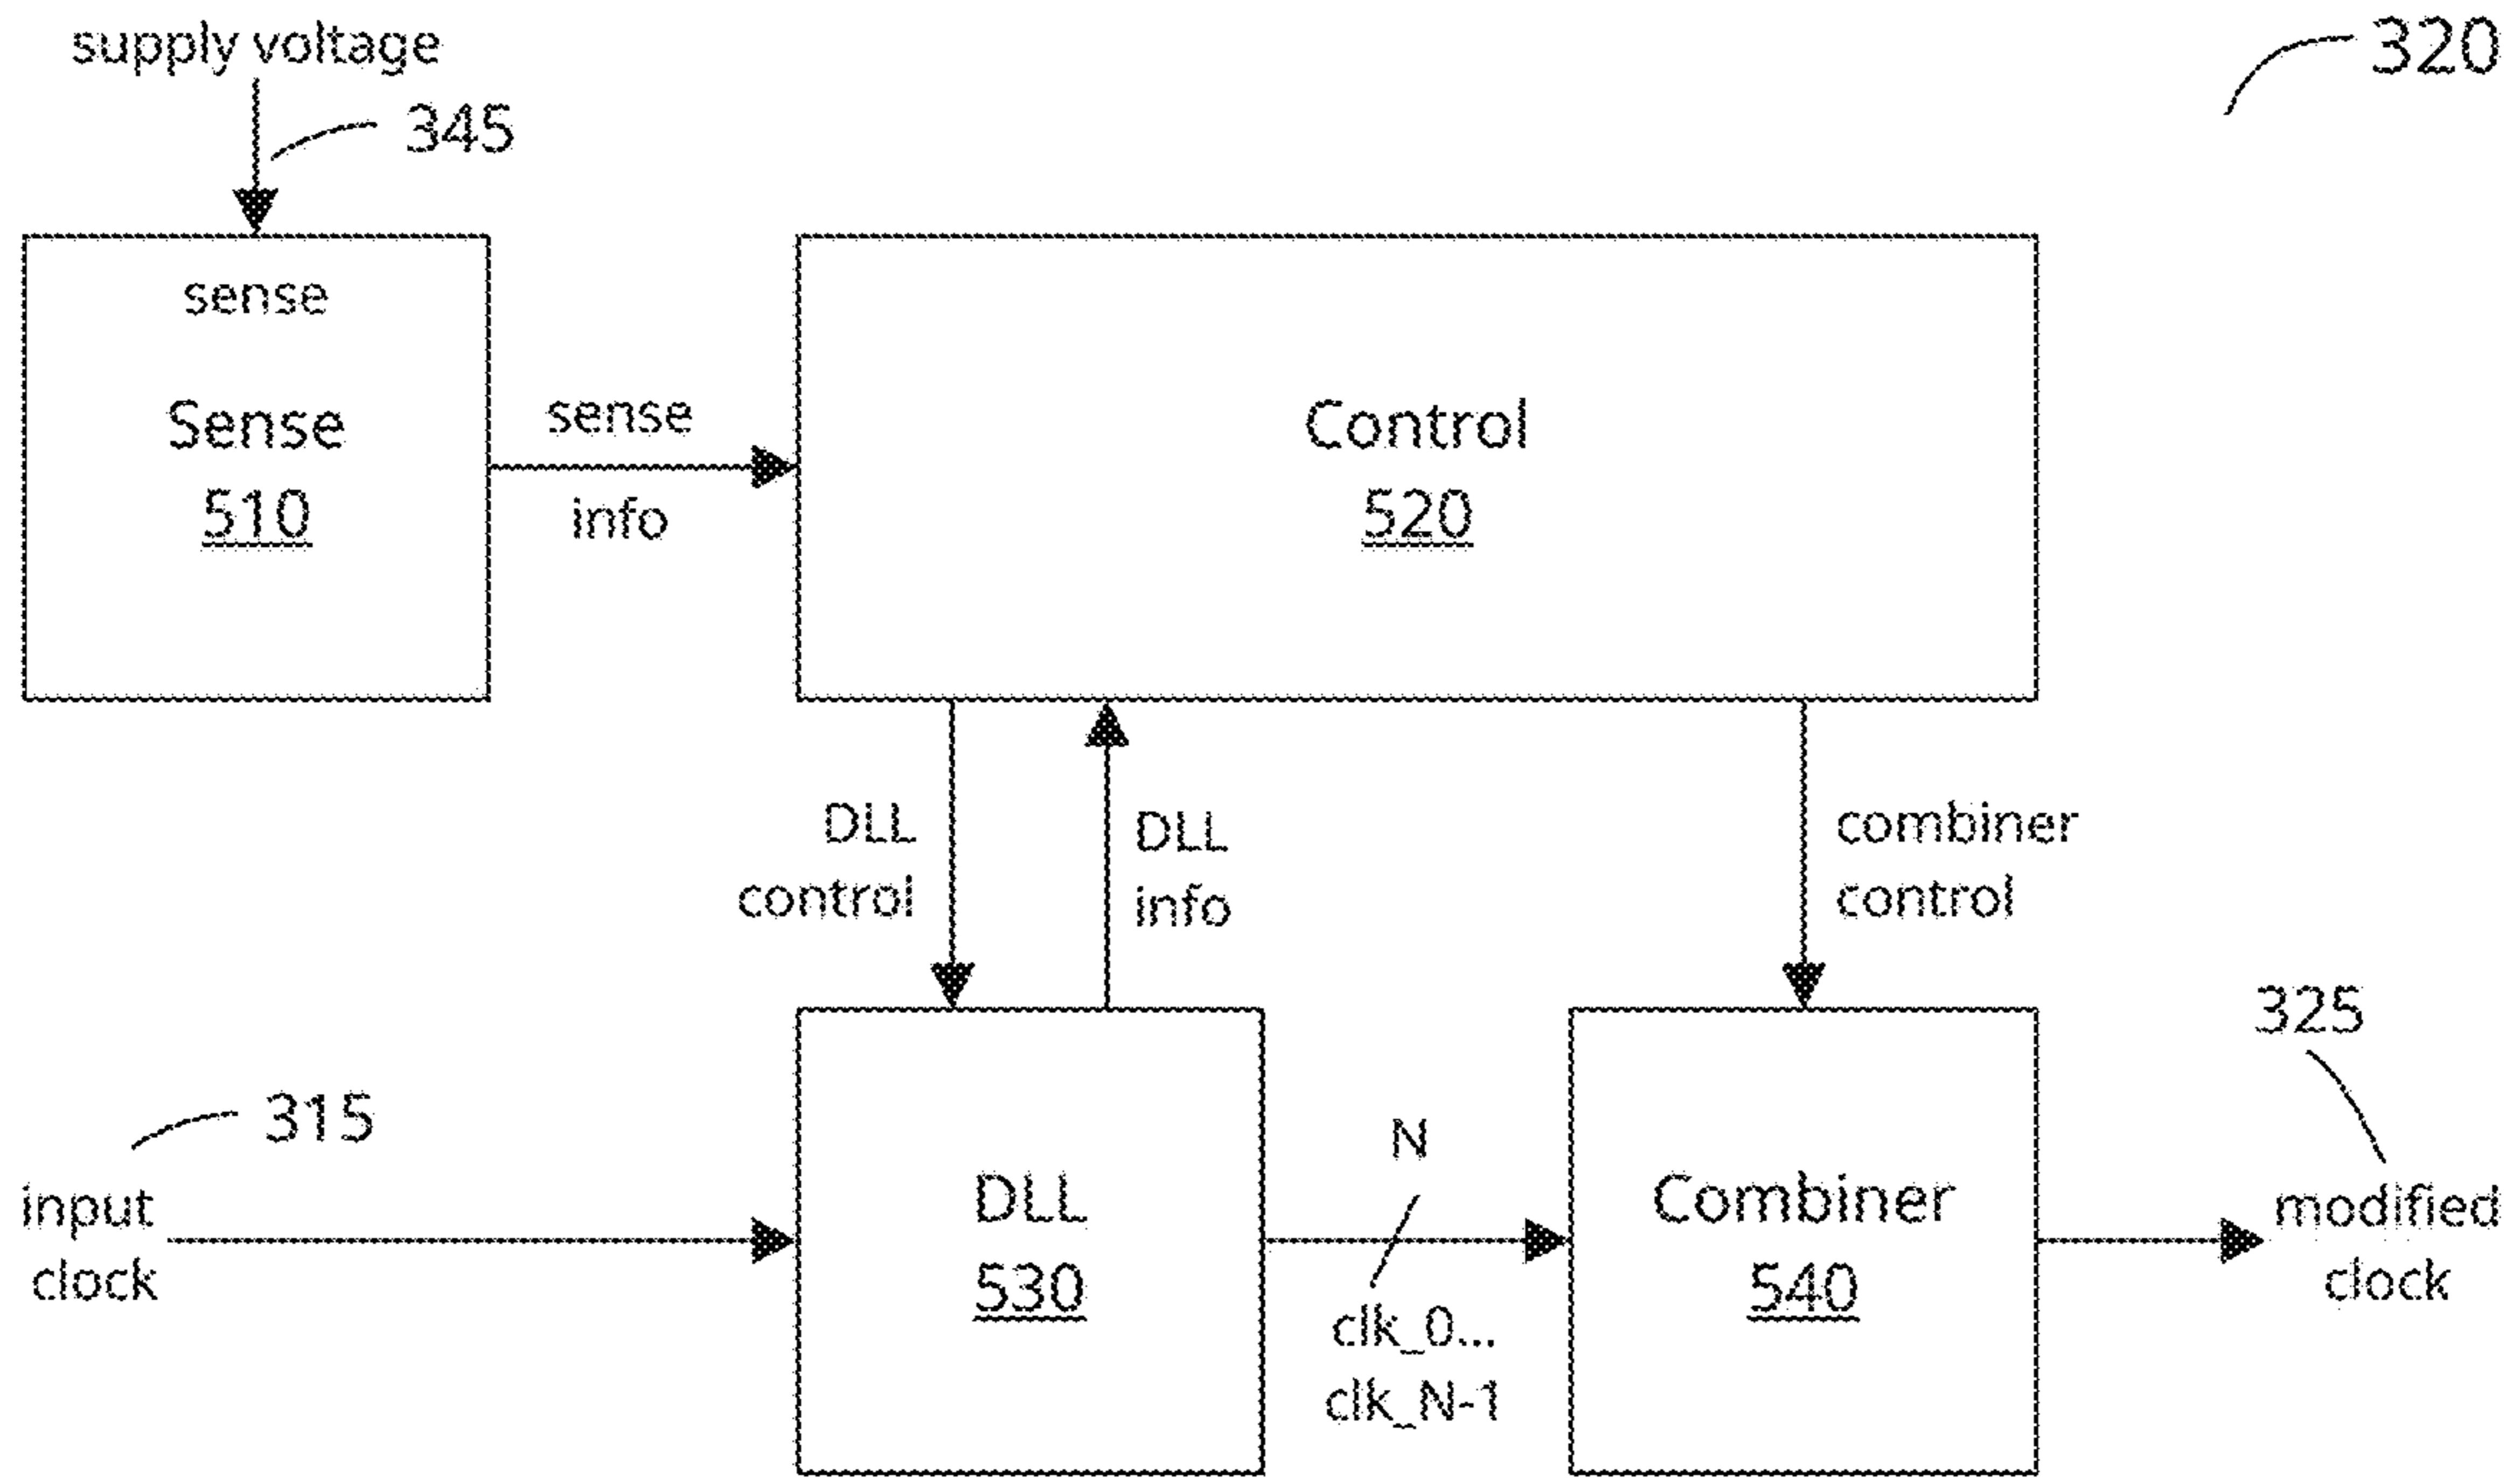 supply voltage
320
345
sense
Sense
510
sense
info
Control
520
DLL
control
DLL
info
combiner
control
325
315
input
clock
DLL
530
N
clk_0...
clk_N-1
Combiner
540
modified
clock